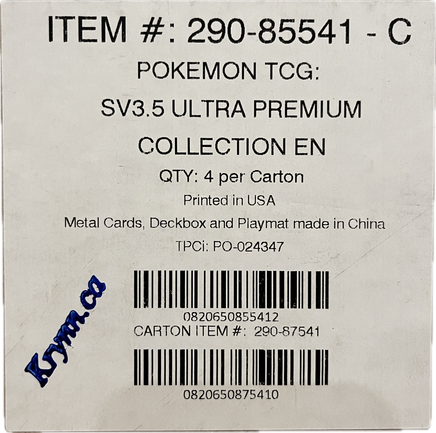 ITEM #: 290-85541 - C
POKEMON TCG:
SV3.5 ULTRA PREMIUM
COLLECTION EN
QTY: 4 per Carton
Printed in USA
Metal Cards, Deckbox and Playmat made in China
TPCi: PO-024347
0820650855412
CARTON ITEM #: 290-87541
0820650875410
Krynn.ca